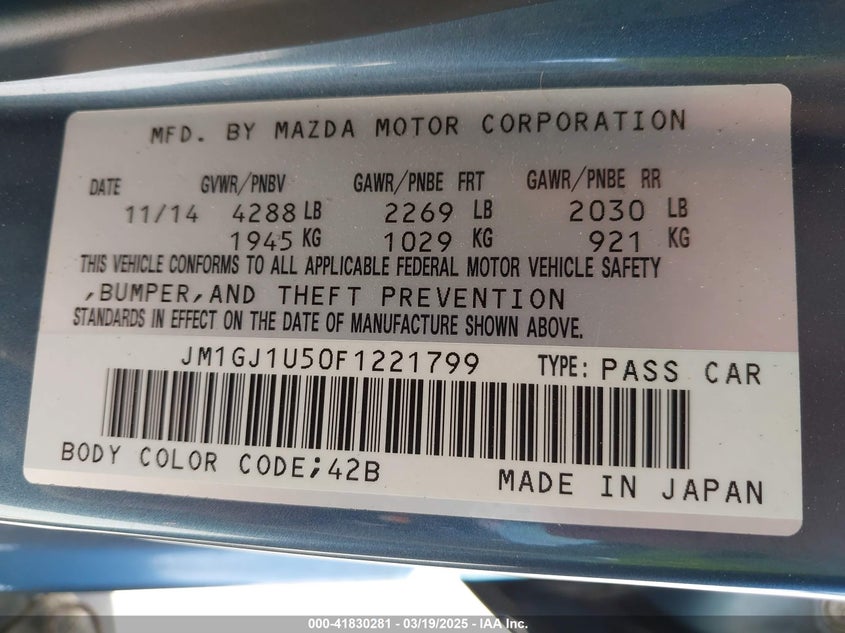 MFD. BY MAZDA MOTOR CORPORATION
DATE GVWR/PNBV GAWR/PNBE FRT GAWR/PNBE RR
11/14 4288 LB 2269 LB 2030 LB
1945 KG 1029 KG 921 KG
THIS VEHICLE CONFORMS TO ALL APPLICABLE FEDERAL MOTOR VEHICLE SAFETY
,BUMPER,AND THEFT PREVENTION
STANDARDS IN EFFECT ON THE DATE OF MANUFACTURE SHOWN ABOVE.
JM1GJ1U50F1221799 TYPE: PASS CAR
BODY COLOR CODE;42B MADE IN JAPAN
000-41830281 - 03/19/2025 - IAA Inc.